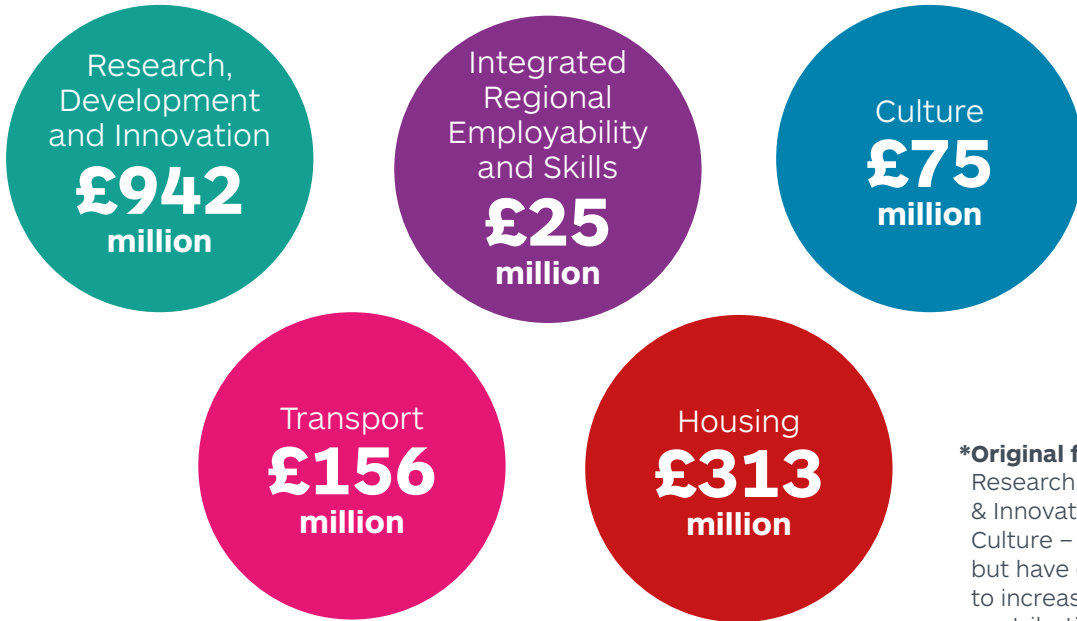 Research,
Development
and Innovation
£942
million
Integrated
Regional
Employability
and Skills
£25
million
Culture
£75
million
Transport
£156
million
Housing
£313
million
*Original
Research
& Innovat
Culture –
but have
to increas